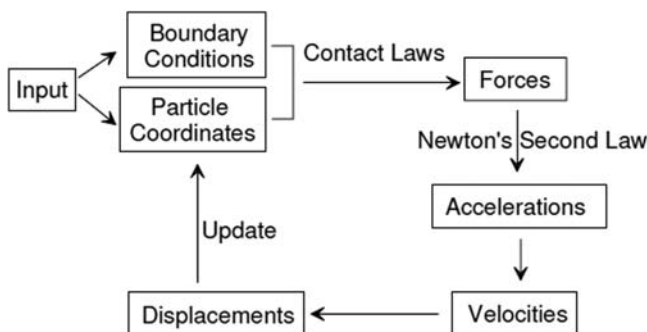 Boundary
Conditions
Input
Particle
Coordinates
Contact Laws
Forces
Newton's Second Law
Accelerations
Update
Displacements
Velocities